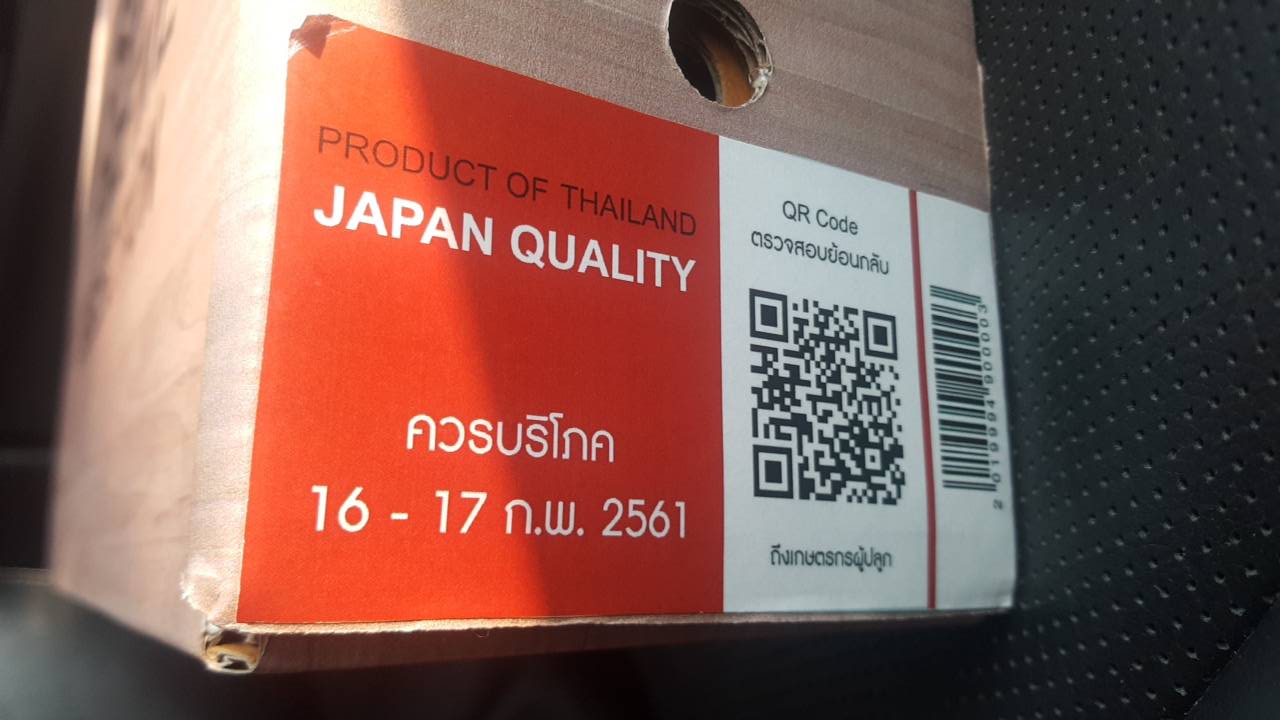 PRODUCT OF THAILAND
JAPAN QUALITY
ควรบริโภค
16 - 17 ก.พ. 2561
QR Code
ตรวจสอบย้อนกลับ
ถึงเกษตรกรผู้ปลูก
2019994900003